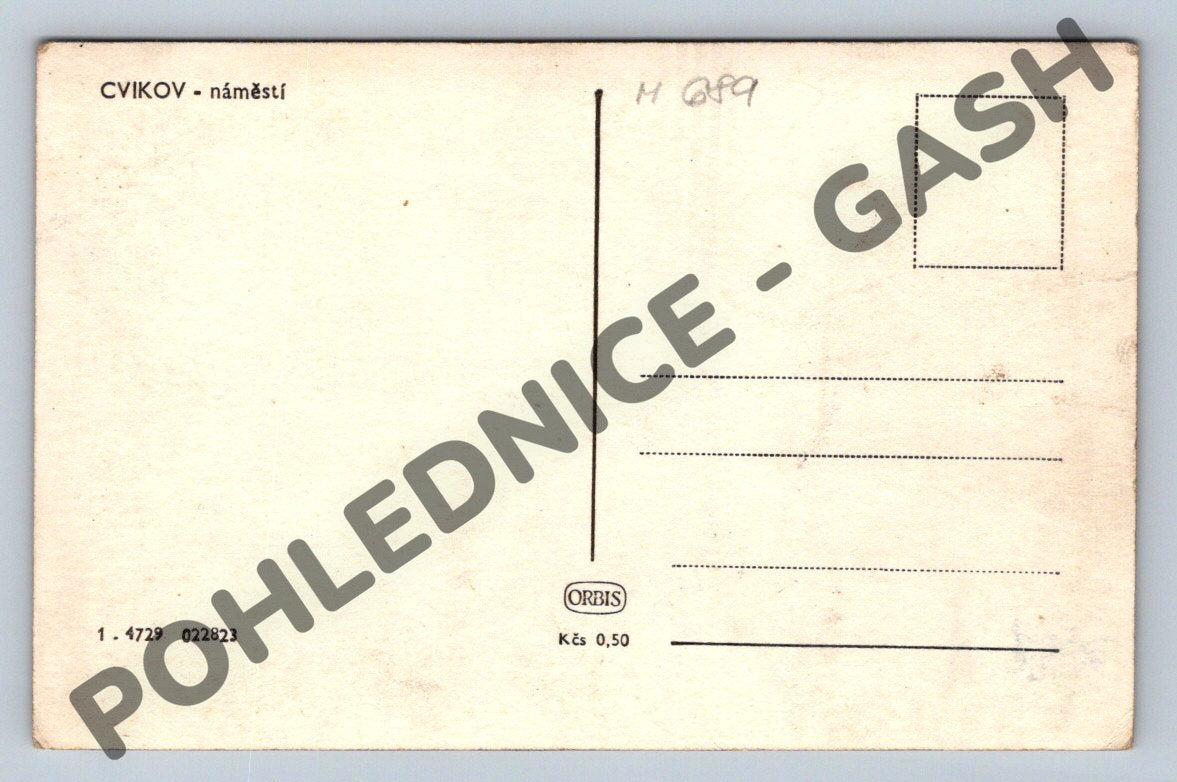 CVIKOV - náměstí
H 689
POHLEDNICE - GASH
ORBIS
1 - 4729 022823
Kčs 0,50